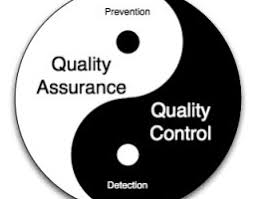 Prevention
Quality
Assurance
Quality
Control
Detection